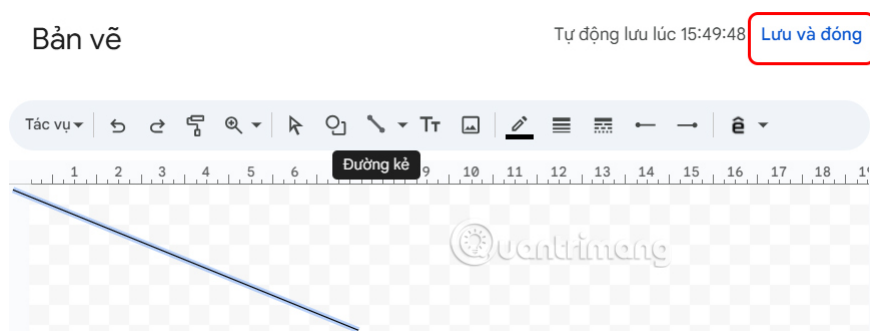 Bản vẽ
Tự động lưu lúc 15:49:48 Lưu và đóng
Tác vụ Tт ê
Đường kẻ
1 2 3 4 5 6 9 10 11 12 13 14 15 16 17 18
Quantrimang